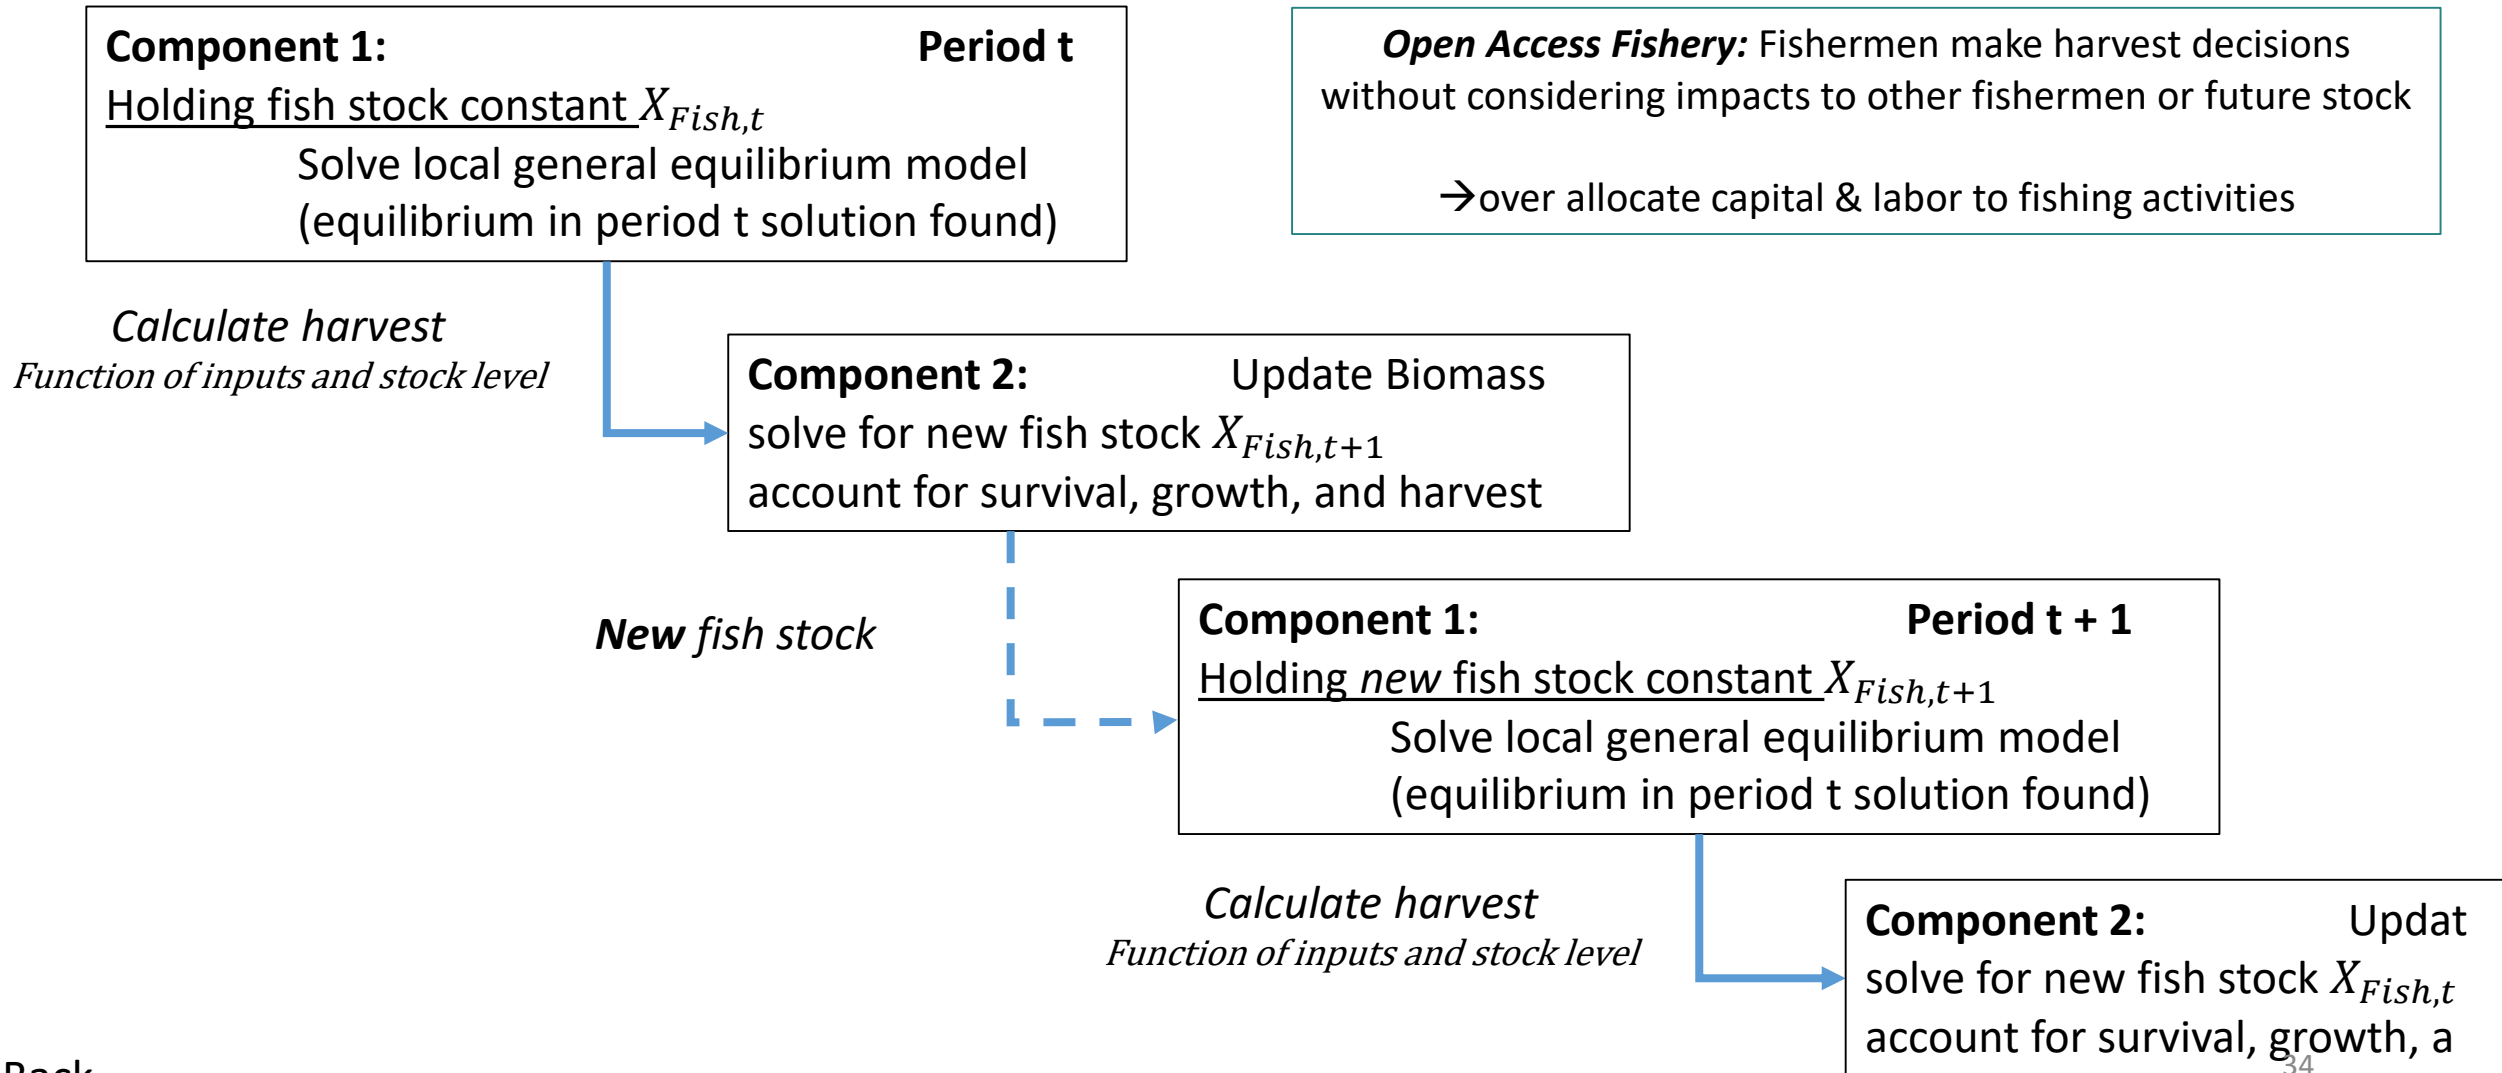 Component 1: Period t
Holding fish stock constant X_{Fish,t}
Solve local general equilibrium model
(equilibrium in period t solution found)
Open Access Fishery: Fishermen make harvest decisions
without considering impacts to other fishermen or future stock
→over allocate capital & labor to fishing activities
Calculate harvest
Function of inputs and stock level
Component 2: Update Biomass
solve for new fish stock X_{Fish,t+1}
account for survival, growth, and harvest
New fish stock
Component 1: Period t + 1
Holding new fish stock constant X_{Fish,t+1}
Solve local general equilibrium model
(equilibrium in period t solution found)
Calculate harvest
Function of inputs and stock level
Component 2: Updat
solve for new fish stock X_{Fish,t}
account for survival, growth, a
34
Back